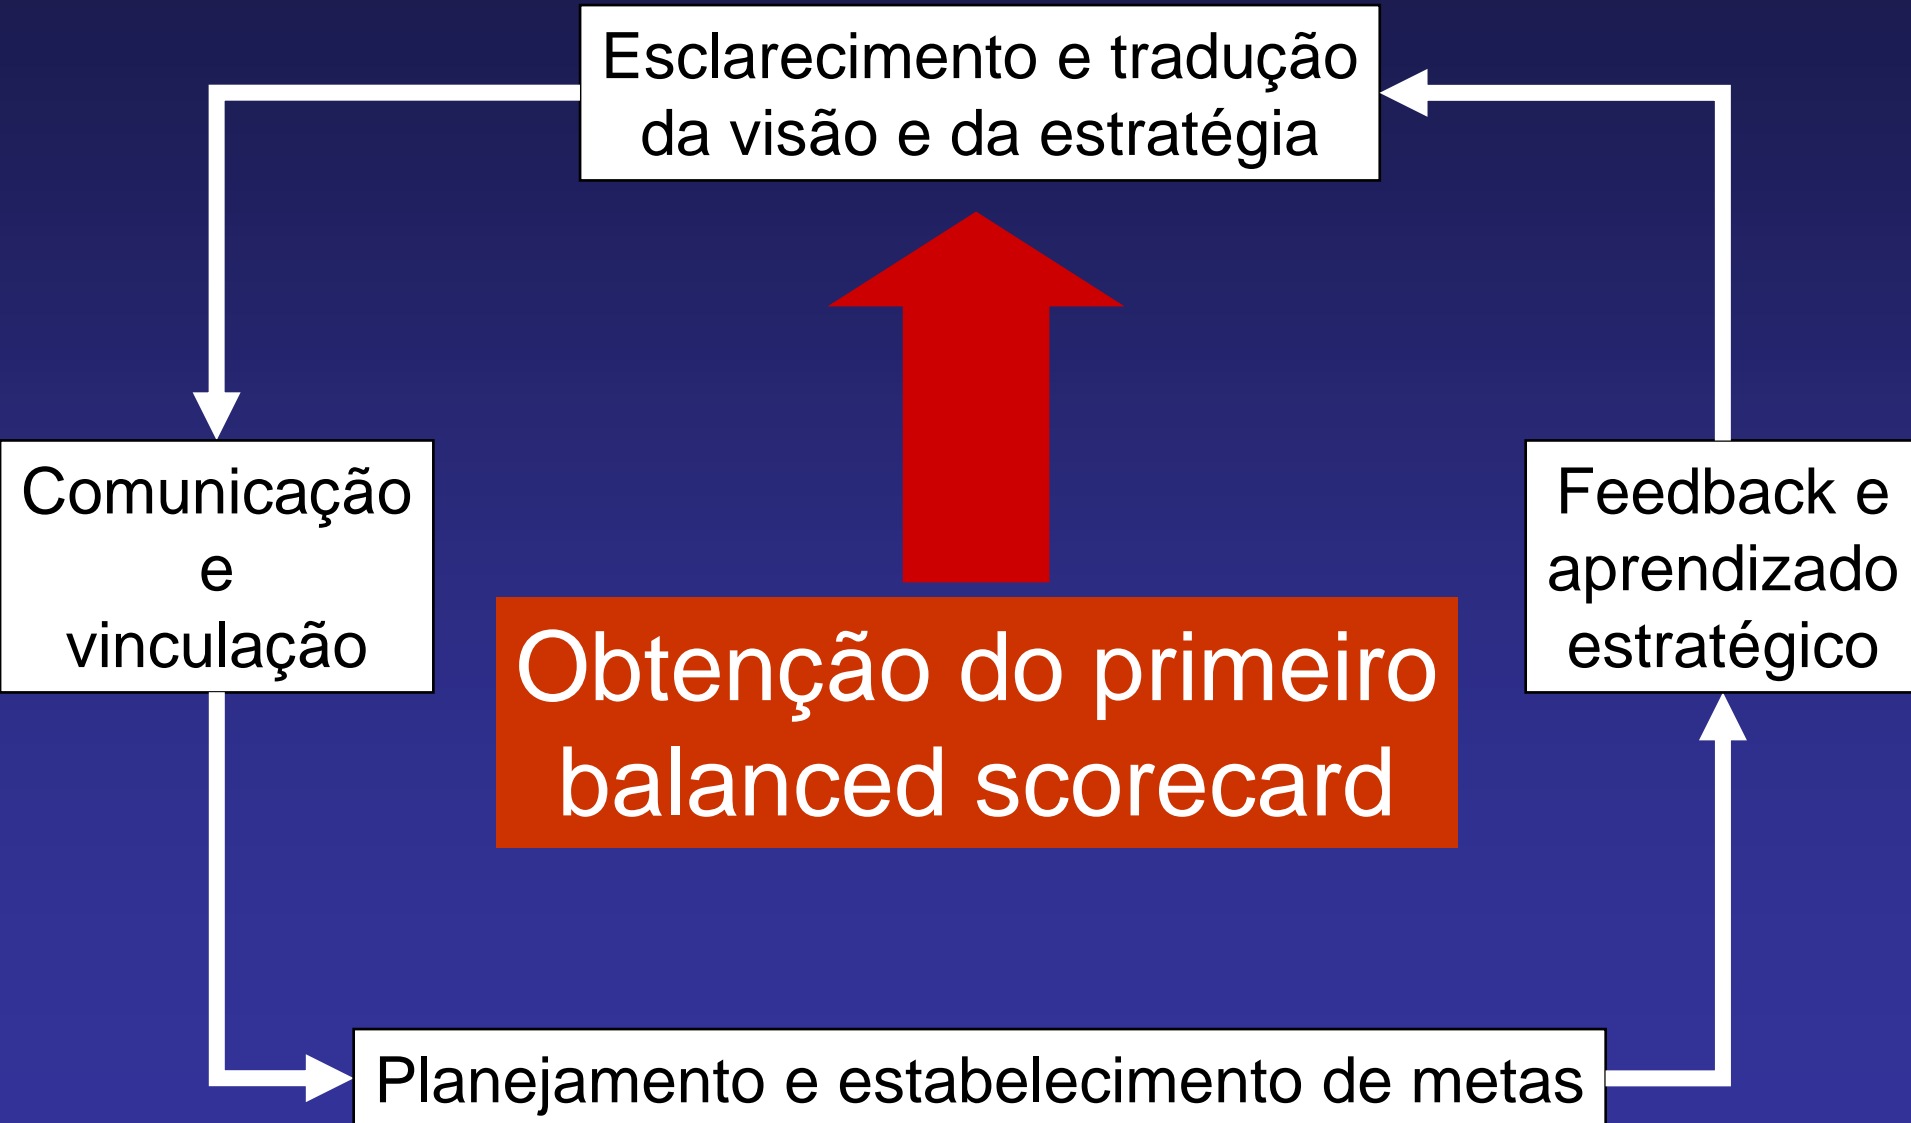 Esclarecimento e tradução
da visão e da estratégia
Comunicação
e
vinculação
Feedback e
aprendizado
estratégico
Obtenção do primeiro
balanced scorecard
Planejamento e estabelecimento de metas